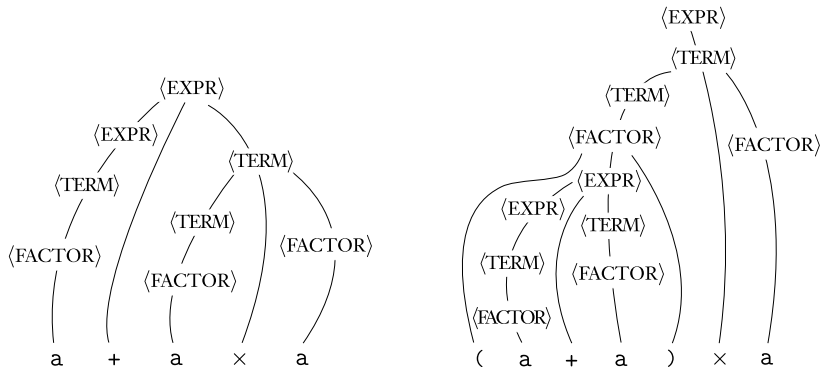 ⟨EXPR⟩
⟨EXPR⟩
⟨TERM⟩
⟨TERM⟩
⟨TERM⟩
⟨FACTOR⟩
⟨FACTOR⟩
⟨FACTOR⟩
a + a × a
⟨EXPR⟩
⟨TERM⟩
⟨TERM⟩
⟨FACTOR⟩
⟨FACTOR⟩
⟨EXPR⟩
⟨EXPR⟩
⟨TERM⟩
⟨TERM⟩
⟨FACTOR⟩
⟨FACTOR⟩
( a + a ) × a